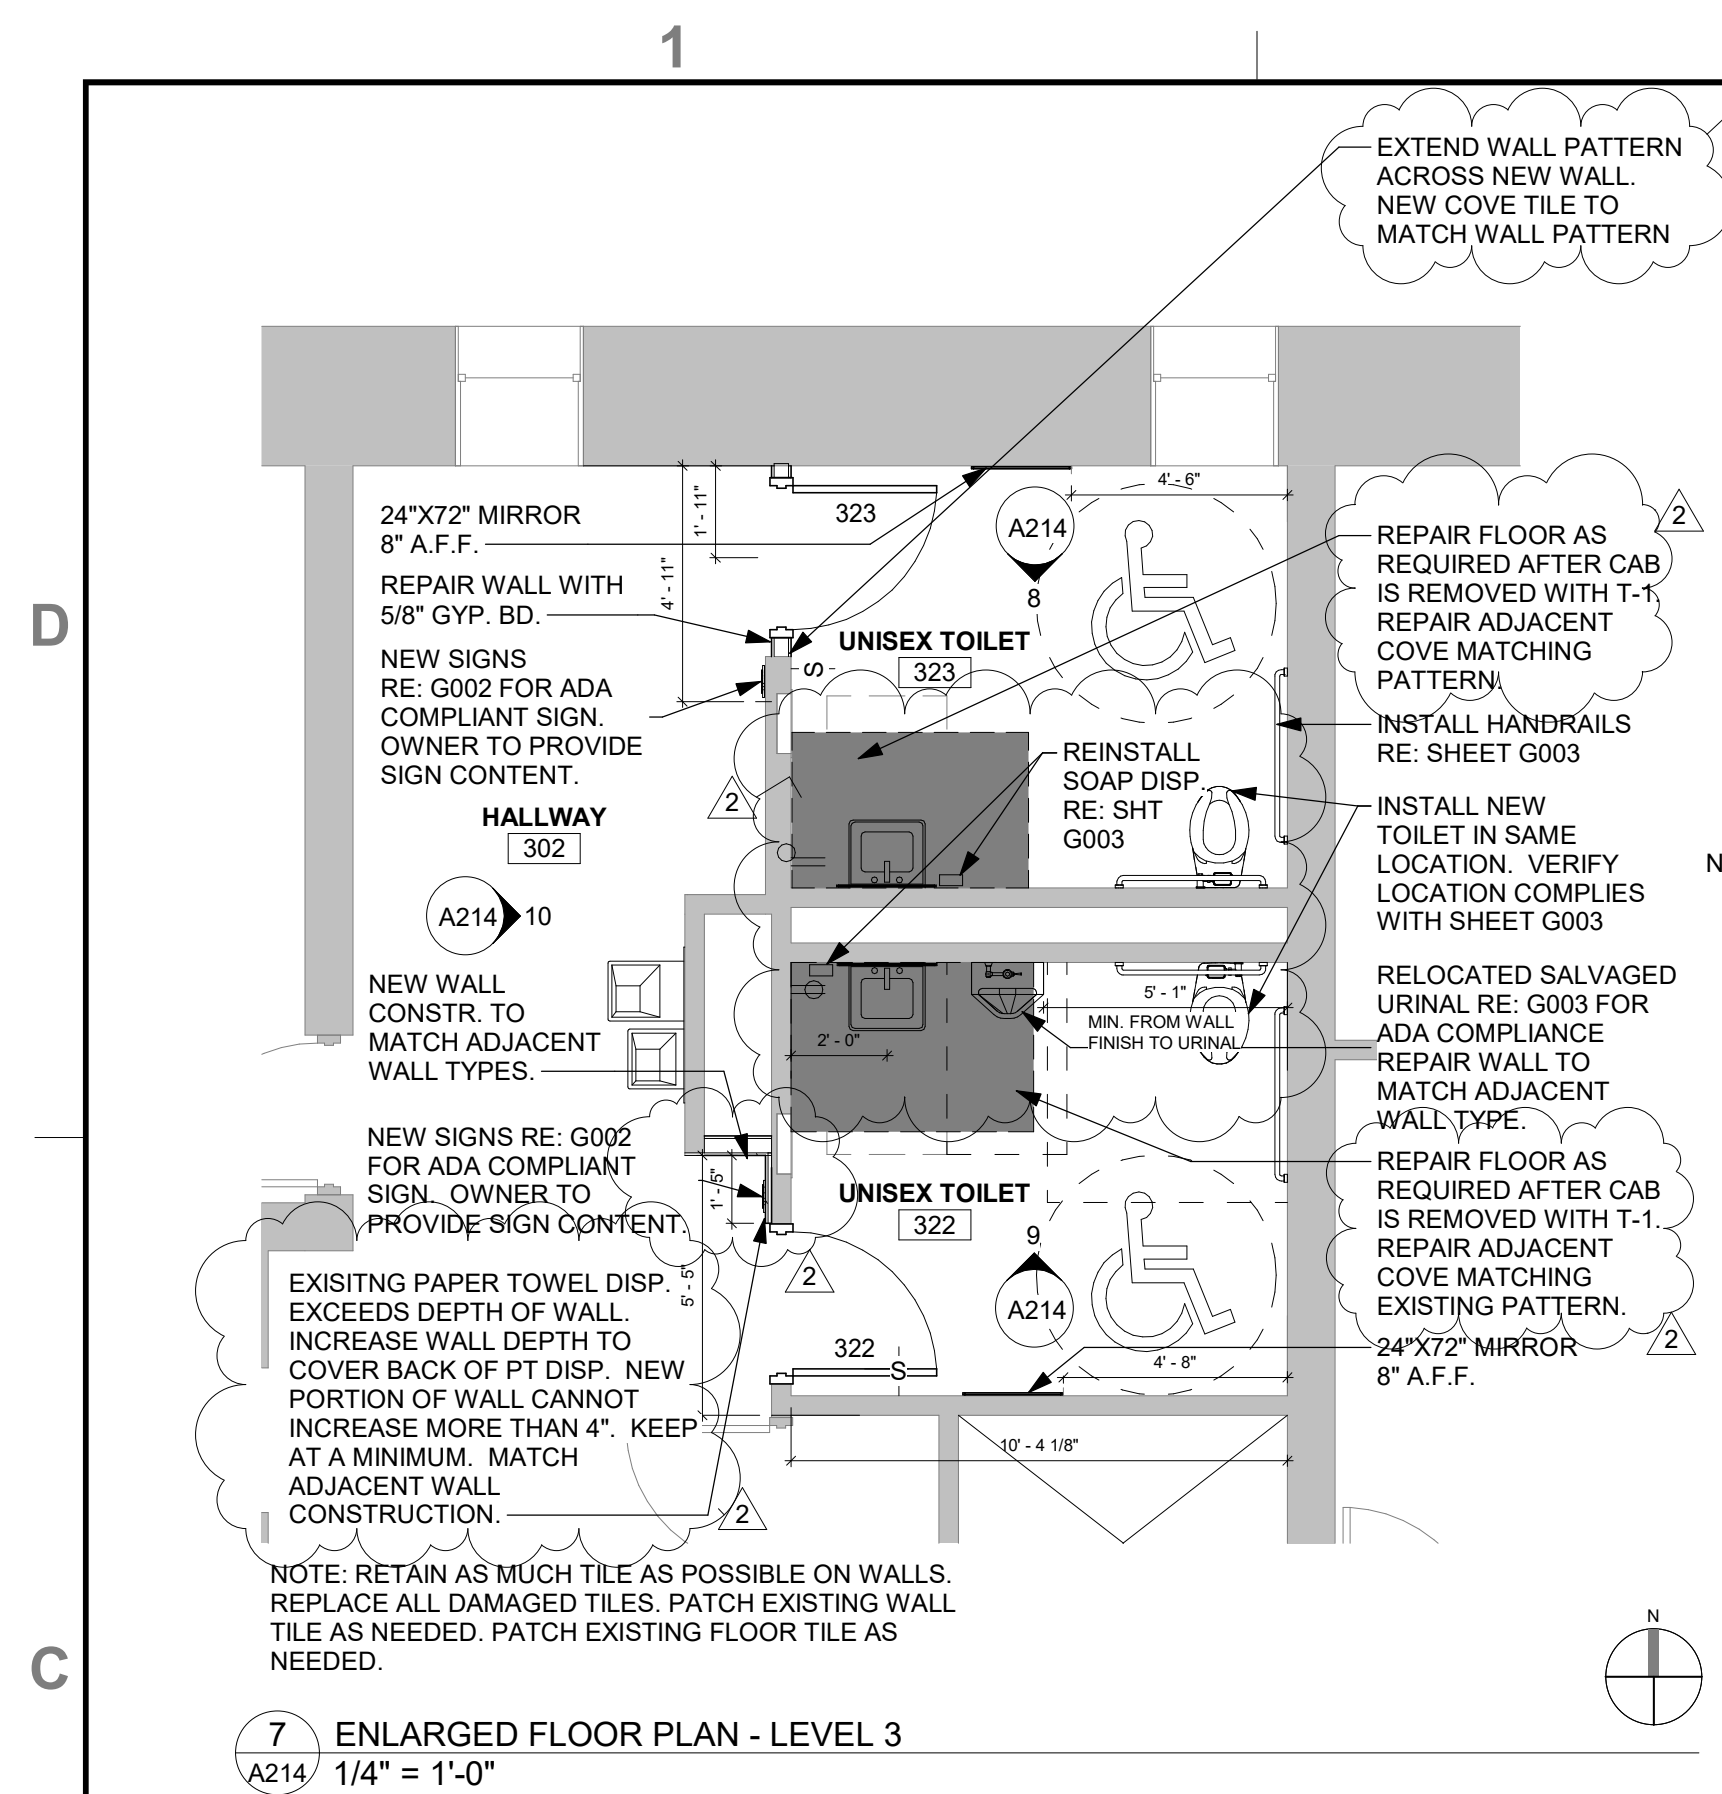 1
EXTEND WALL PATTERN
ACROSS NEW WALL.
NEW COVE TILE TO
MATCH WALL PATTERN
D
24"X72" MIRROR
8" A.F.F.
REPAIR WALL WITH
5/8" GYP. BD.
NEW SIGNS
RE: G002 FOR ADA
COMPLIANT SIGN.
OWNER TO PROVIDE
SIGN CONTENT.
HALLWAY
302
A214
10
NEW WALL
CONSTR. TO
MATCH ADJACENT
WALL TYPES.
NEW SIGNS RE: G002
FOR ADA COMPLIANT
SIGN.  OWNER TO
PROVIDE SIGN CONTENT.
EXISITNG PAPER TOWEL DISP.
EXCEEDS DEPTH OF WALL.
INCREASE WALL DEPTH TO
COVER BACK OF PT DISP.  NEW
PORTION OF WALL CANNOT
INCREASE MORE THAN 4".  KEEP
AT A MINIMUM.  MATCH
ADJACENT WALL
CONSTRUCTION.
2
2
2
1' - 11"
4' - 11"
1' - 5"
5' - 5"
323
A214
8
4' - 6"
UNISEX TOILET
323
S
REINSTALL
SOAP DISP.
RE: SHT
G003
5' - 1"
MIN. FROM WALL
FINISH TO URINAL
2' - 0"
UNISEX TOILET
322
9
A214
322
S
4' - 8"
10' - 4 1/8"
2
REPAIR FLOOR AS
REQUIRED AFTER CAB
IS REMOVED WITH T-1.
REPAIR ADJACENT
COVE MATCHING
PATTERN.
INSTALL HANDRAILS
RE: SHEET G003
INSTALL NEW
TOILET IN SAME
LOCATION.  VERIFY
LOCATION COMPLIES
WITH SHEET G003
N
RELOCATED SALVAGED
URINAL RE: G003 FOR
ADA COMPLIANCE
REPAIR WALL TO
MATCH ADJACENT
WALL TYPE.
REPAIR FLOOR AS
REQUIRED AFTER CAB
IS REMOVED WITH T-1.
REPAIR ADJACENT
COVE MATCHING
EXISTING PATTERN.
2
24"X72" MIRROR
8" A.F.F.
NOTE: RETAIN AS MUCH TILE AS POSSIBLE ON WALLS.
REPLACE ALL DAMAGED TILES. PATCH EXISTING WALL
TILE AS NEEDED. PATCH EXISTING FLOOR TILE AS
NEEDED.
N
C
7
A214
ENLARGED FLOOR PLAN - LEVEL 3
1/4" = 1'-0"